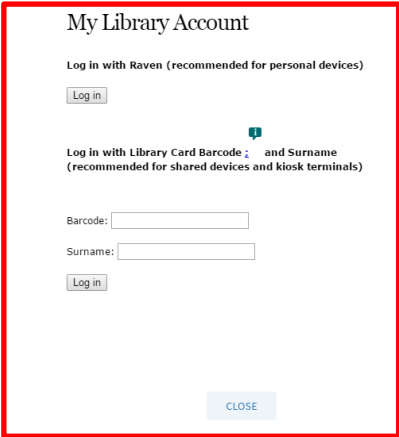 My Library Account
Log in with Raven (recommended for personal devices)
Log in
i
Log in with Library Card Barcode : and Surname
(recommended for shared devices and kiosk terminals)
Barcode:
Surname:
Log in
CLOSE